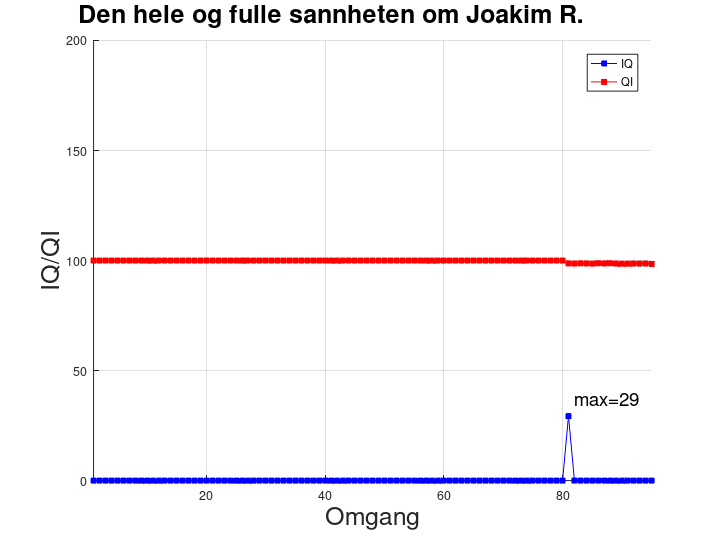 Den hele og fulle sannheten om Joakim R.
200
IQ
QI
150
IQ/QI
100
50
max=29
0
20 40 60 80
Omgang